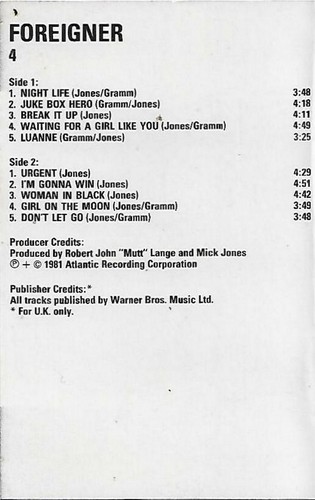 FOREIGNER
4
Side 1:
1. NIGHT LIFE (Jones/Gramm) 3:48
2. JUKE BOX HERO (Gramm/Jones) 4:18
3. BREAK IT UP (Jones) 4:11
4. WAITING FOR A GIRL LIKE YOU (Jones/Gramm) 4:49
5. LUANNE (Gramm/Jones) 3:25
Side 2:
1. URGENT (Jones) 4:29
2. I'M GONNA WIN (Jones) 4:51
3. WOMAN IN BLACK (Jones) 4:42
4. GIRL ON THE MOON (Jones/Gramm) 3:49
5. DON'T LET GO (Jones/Gramm) 3:48
Producer Credits:
Produced by Robert John "Mutt" Lange and Mick Jones
℗ + © 1981 Atlantic Recording Corporation
Publisher Credits:*
All tracks published by Warner Bros. Music Ltd.
* For U.K. only.